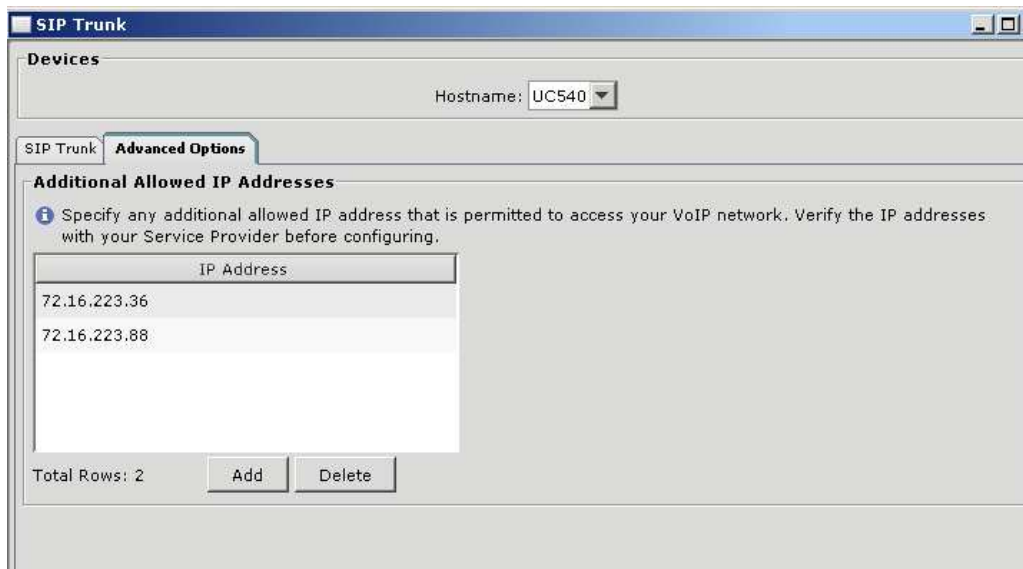 SIP Trunk
Devices
Hostname: UC540
SIP Trunk
Advanced Options
Additional Allowed IP Addresses
Specify any additional allowed IP address that is permitted to access your VoIP network. Verify the IP addresses
with your Service Provider before configuring.
IP Address
72.16.223.36
72.16.223.88
Total Rows: 2
Add
Delete